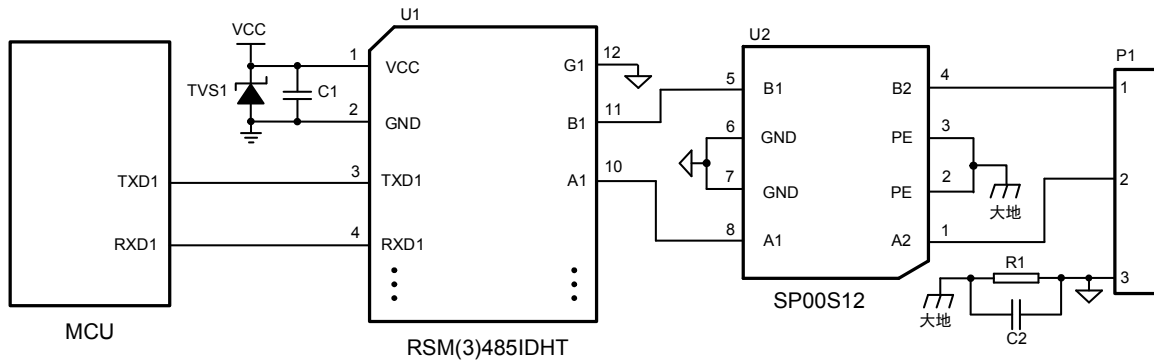 U1
VCC
TVS1
C1
1
VCC
2
GND
TXD1
3
TXD1
RXD1
4
RXD1
MCU
RSM(3)485IDHT
G1
12
B1
11
A1
10
U2
5
B1
6
GND
7
GND
8
A1
B2
4
PE
3
PE
2
A2
1
大地
SP00S12
P1
1
2
3
R1
C2
大地